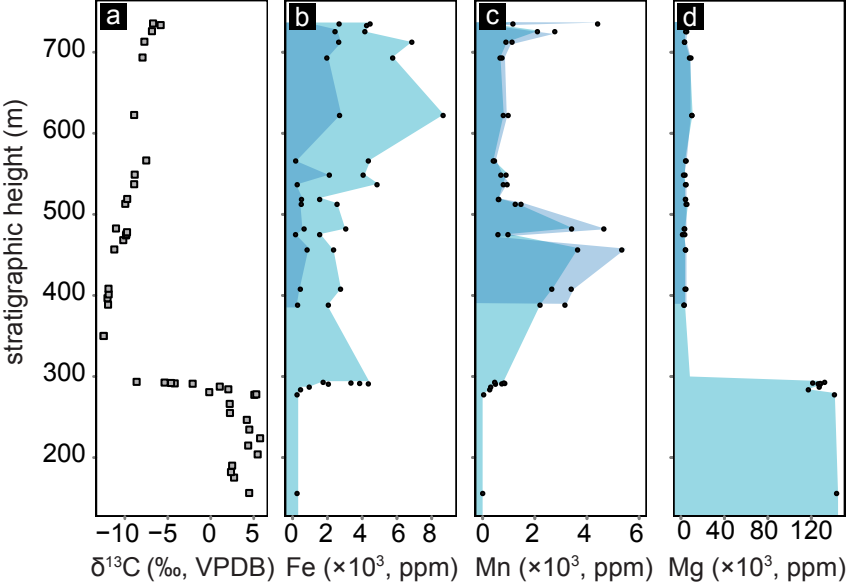 a
b
c
d
stratigraphic height (m)
700
600
500
400
300
200
−10 −5 0 5
0 2 4 6 8
0 2 4 6
0 40 80 120
δ¹³C (‰, VPDB)
Fe (×10³, ppm)
Mn (×10³, ppm)
Mg (×10³, ppm)